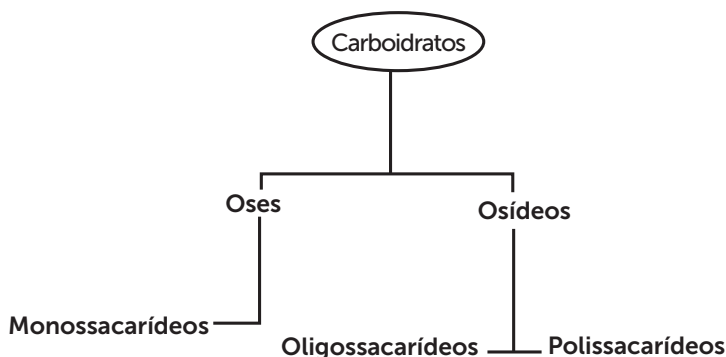 Carboidratos
Oses
Osídeos
Monossacarídeos
Oligossacarídeos
Polissacarídeos